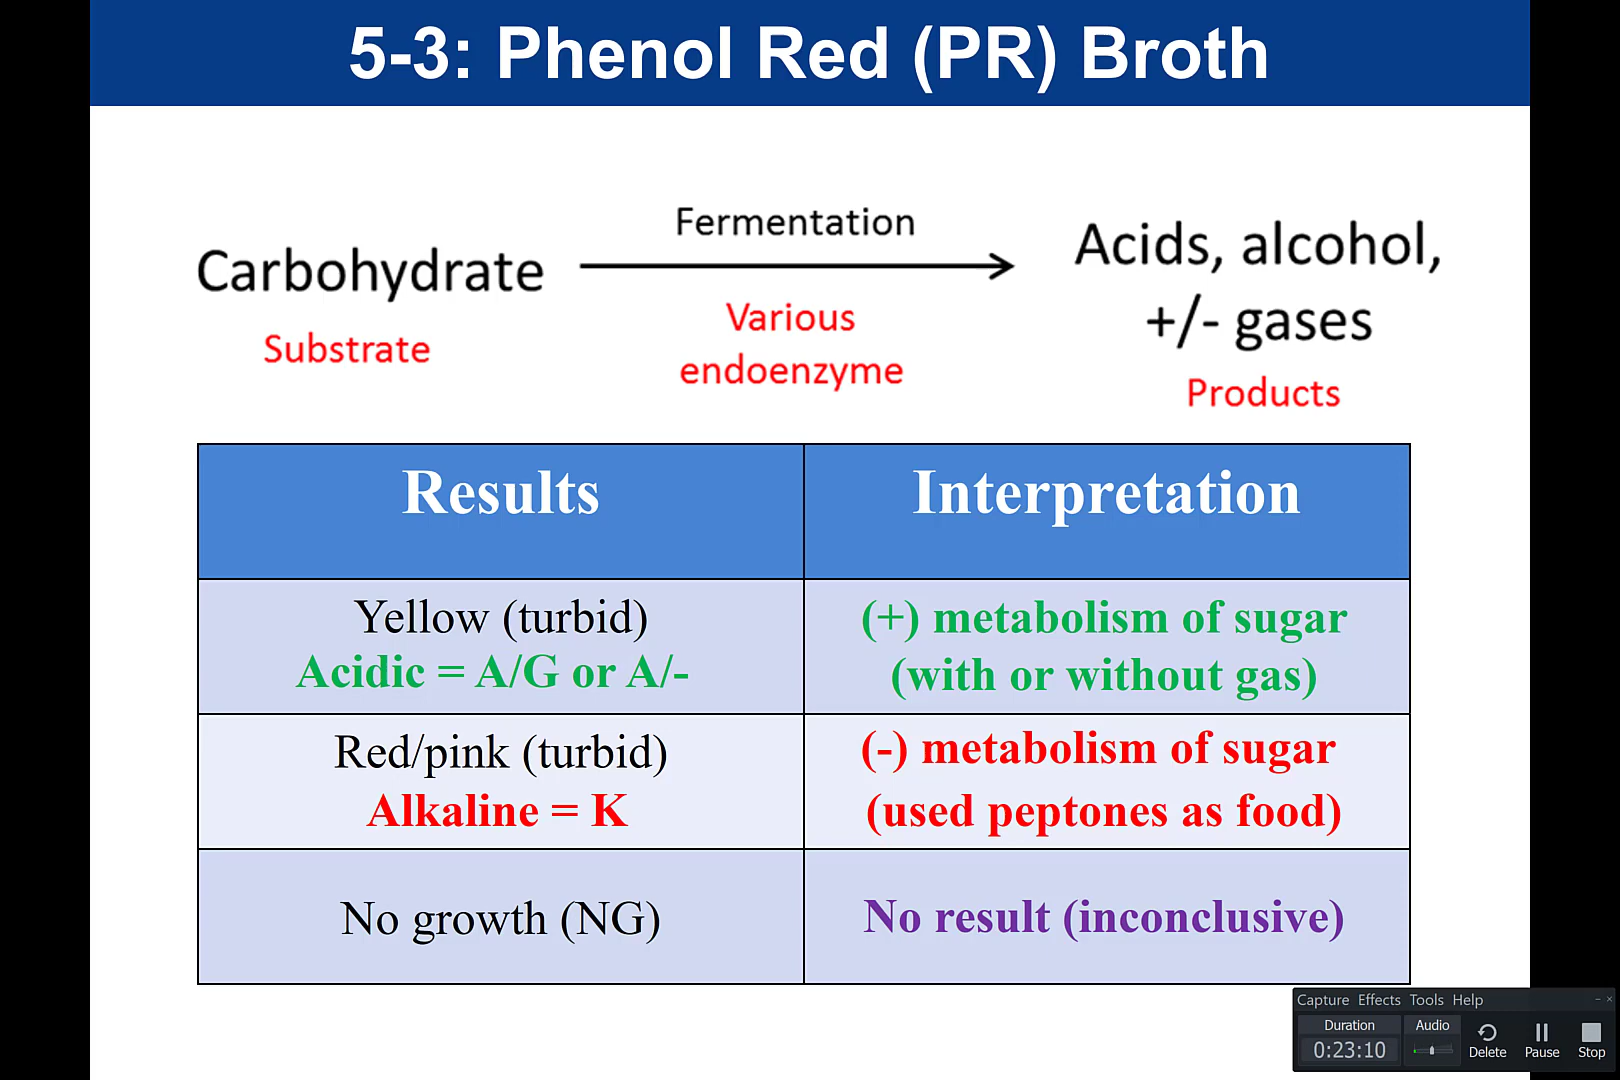 5-3: Phenol Red (PR) Broth
Fermentation
Carbohydrate
Acids, alcohol,
+/- gases
Substrate
Various
endoenzyme
Products
Results
Interpretation
Yellow (turbid)
Acidic = A/G or A/-
(+) metabolism of sugar
(with or without gas)
Red/pink (turbid)
Alkaline = K
(-) metabolism of sugar
(used peptones as food)
No growth (NG)
No result (inconclusive)
Capture Effects Tools Help
Duration
0:23:10
Audio
Delete
Pause
Stop